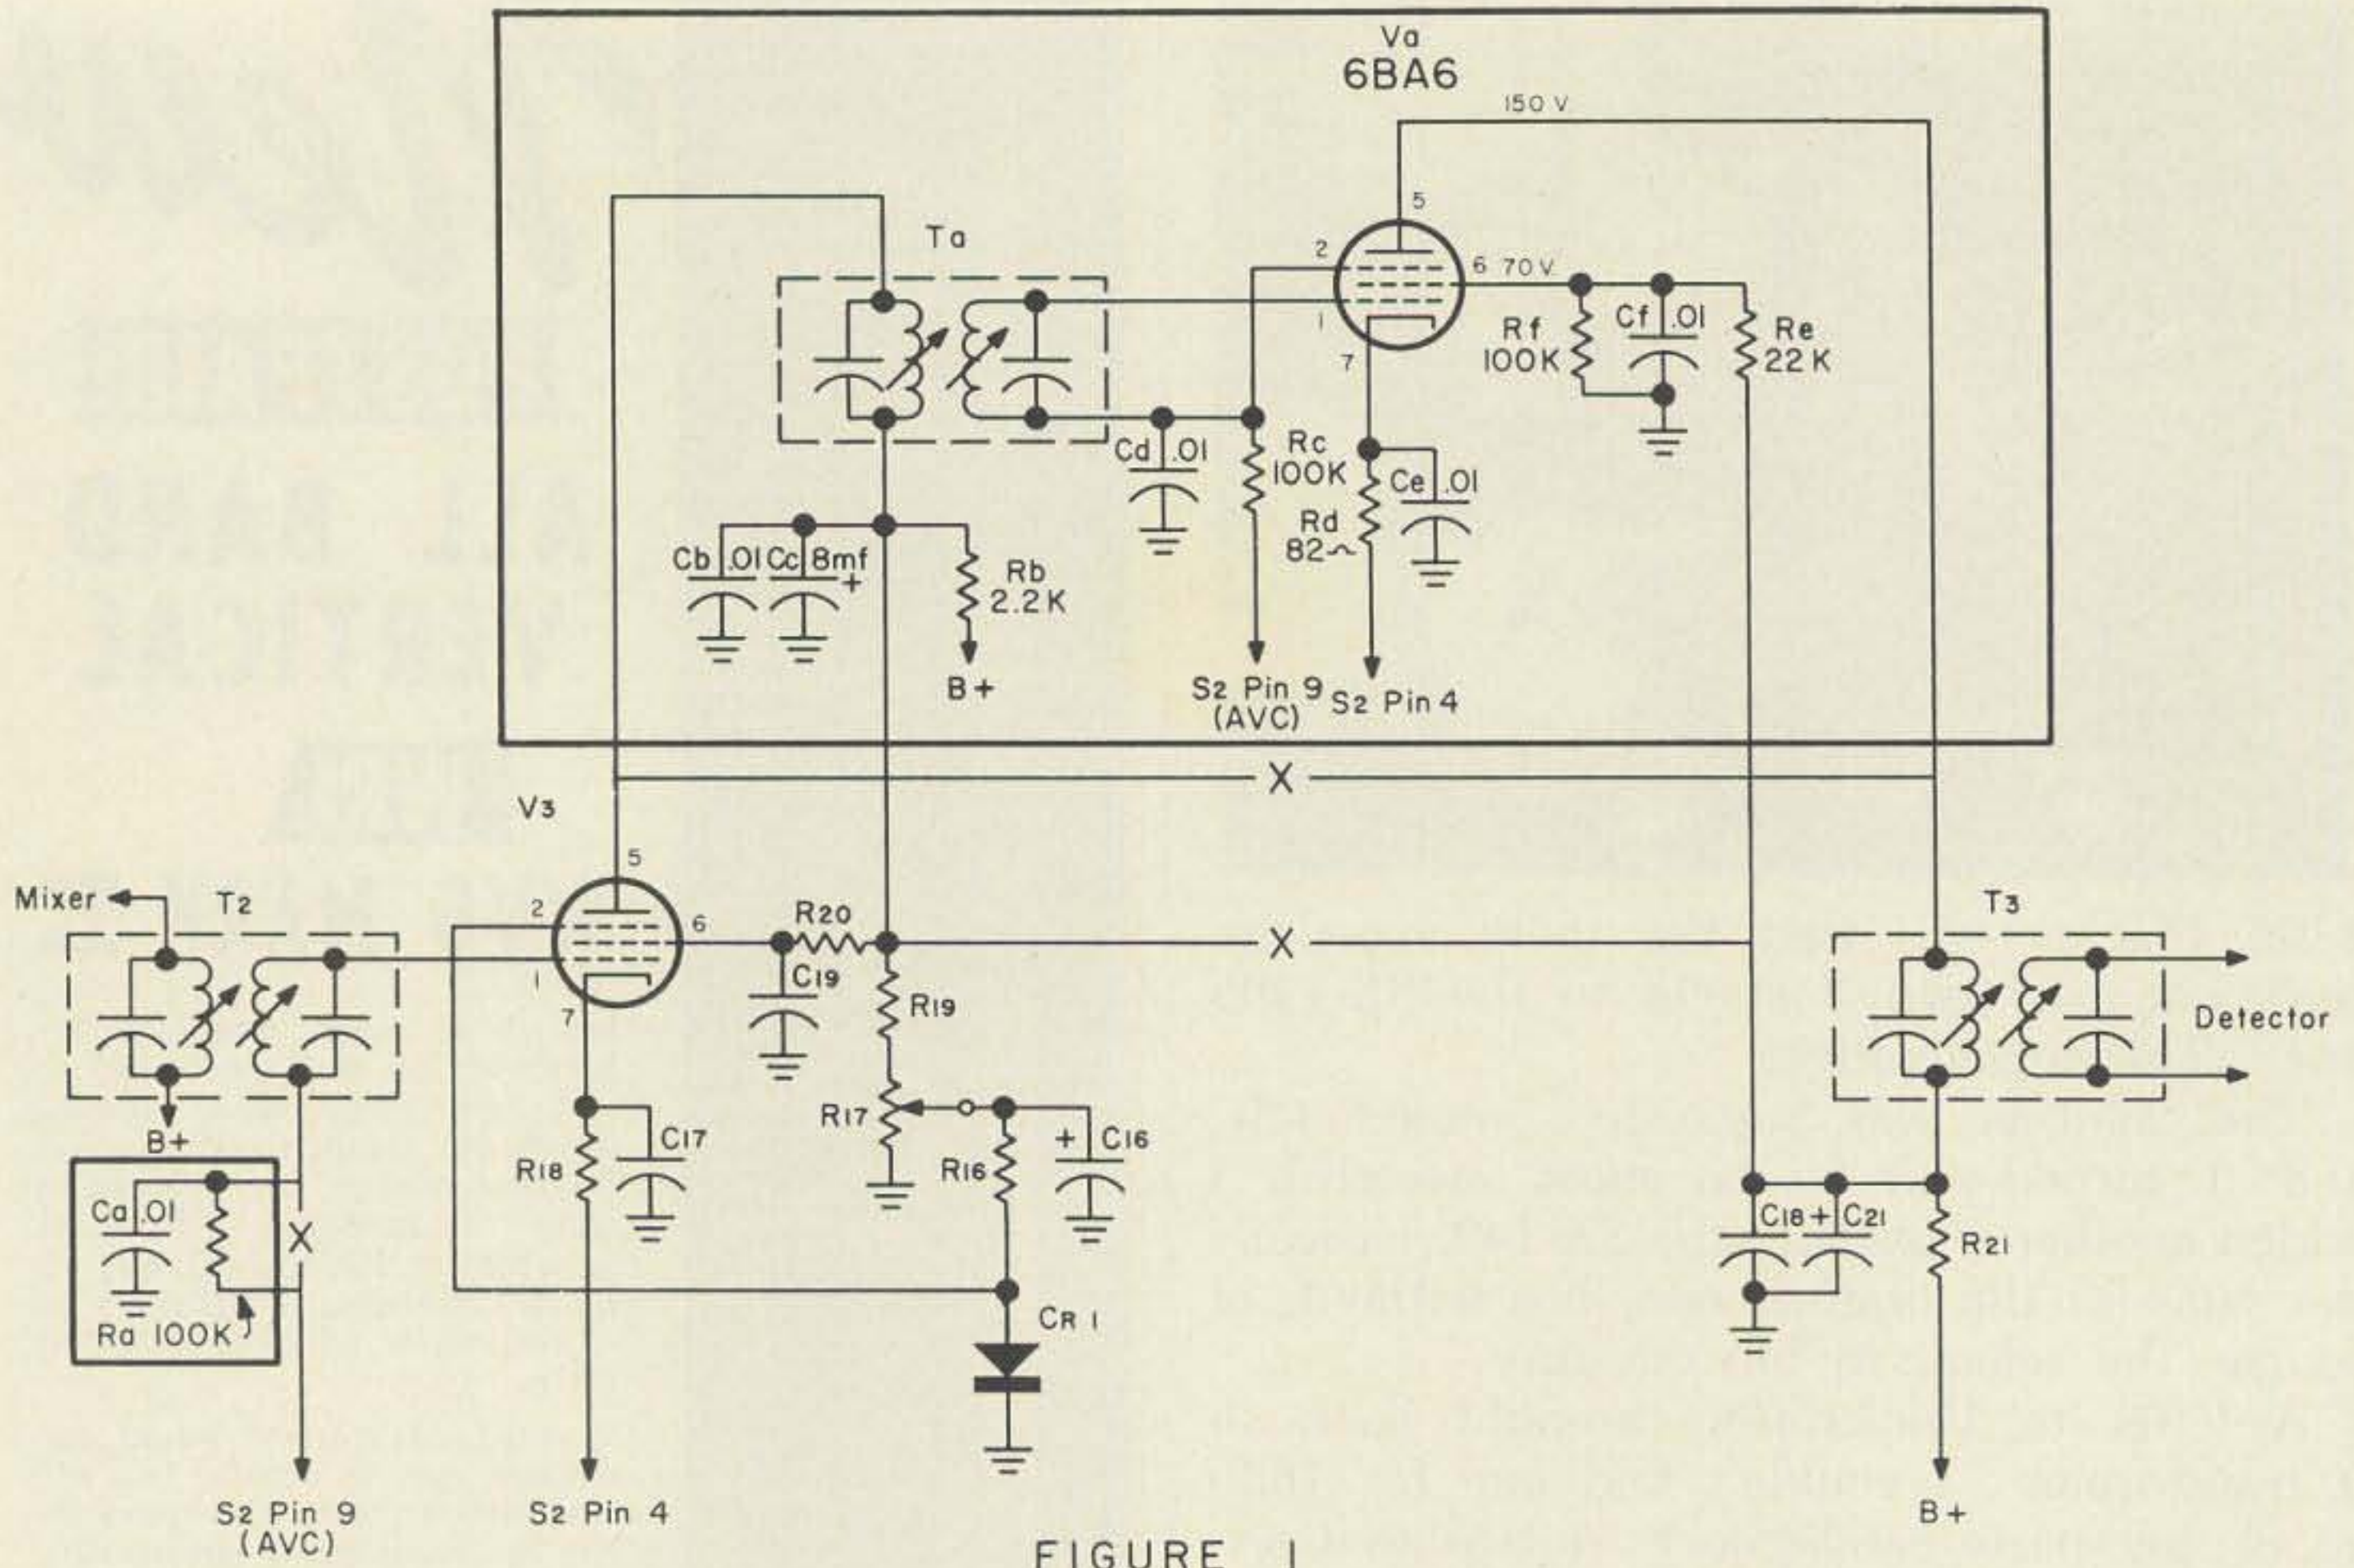 Va
6BA6
150 V.
5
Ta
2
6 70 V.
1
7
Rf
100K
Cf .01
Re
22 K
Cd .01
Rc
100K
Ce .01
Rd
82
Cb .01 Cc 8mf
+
Rb
2.2K
B+
S2 Pin 9
(AVC)
S2 Pin 4
X
V3
5
Mixer
T2
2
6
R20
X
T3
1
C19
7
R19
Detector
B+
R17
R18
C17
R16
+ C16
Ca .01
X
C18 + C21
R21
Ra 100K
CR 1
S2 Pin 9
(AVC)
S2 Pin 4
B+
FIGURE 1